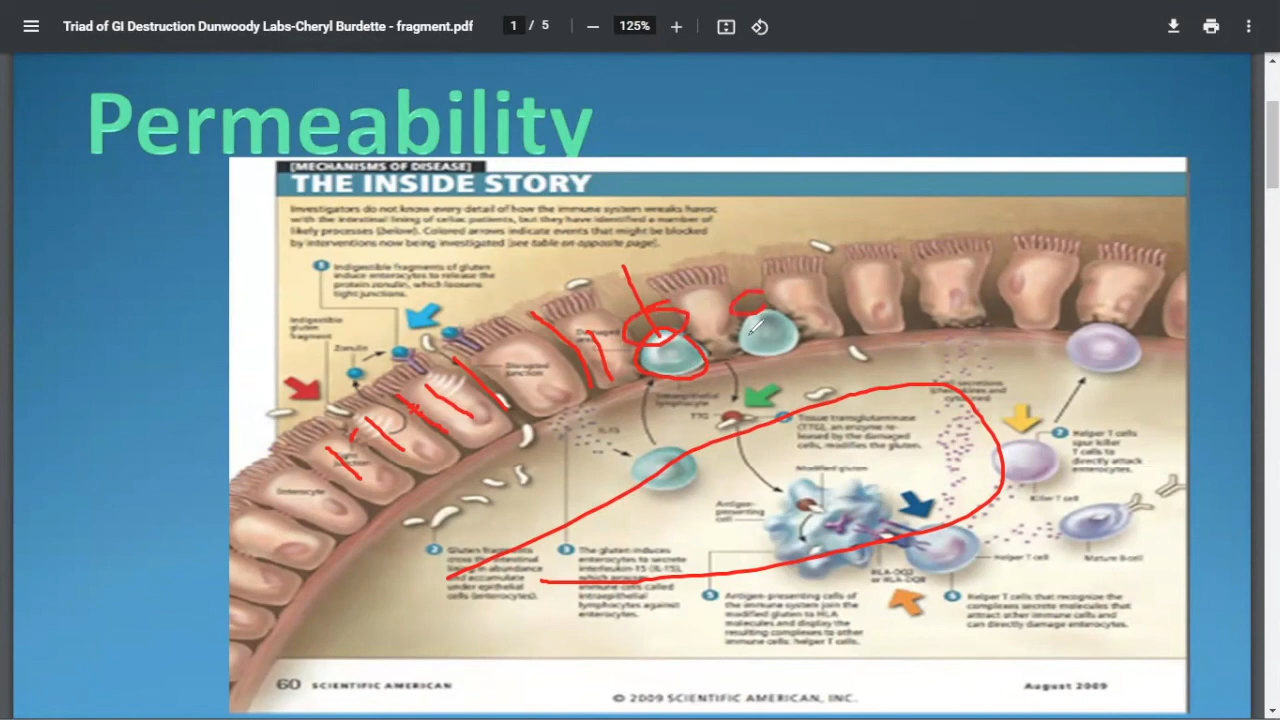 Triad of GI Destruction Dunwoody Labs-Cheryl Burdette - fragment.pdf
1 / 5
125%
Permeability
[MECHANISMS OF DISEASE]
THE INSIDE STORY
Investigators do not know every detail of how the immune system wreaks havoc
with the intestinal lining of celiac patients, but they have identified a number of
likely processes (below). Colored arrows indicate events that might be blocked
by interventions now being investigated [see table on opposite page].
1 Indigestible fragments of gluten
induce enterocytes to release the
protein zonulin, which loosens
tight junctions.
Indigestible
gluten
fragment
Zonulin
Tight
junction
Enterocyte
Disrupted
junction
Damaged
IL-15
Intraepithelial
lymphocyte
TTG
2 Gluten fragments
cross the intestinal
lining in abundance
and accumulate
under epithelial
cells (enterocytes).
3 The gluten induces
enterocytes to secrete
interleukin-15 (IL-15),
which arouses
immune cells called
intraepithelial
lymphocytes against
enterocytes.
Tissue transglutaminase
(TTG), an enzyme re-
leased by the damaged
cells, modifies the gluten.
Modified gluten
Antigen-
presenting
cell
5 Antigen-presenting cells of
the immune system join the
modified gluten to HLA
molecules and display the
resulting complexes to other
immune cells: helper T cells.
HLA-DQ2
or HLA-DQ8
Helper T cell
6 Helper T cells that recognize the
complexes secrete molecules that
attract other immune cells and
can directly damage enterocytes.
secretions
(chemokines and
cytokines)
7 Helper T cells
spur killer
T cells to
directly attack
enterocytes.
Killer T cell
Mature B-cell
60 SCIENTIFIC AMERICAN
© 2009 SCIENTIFIC AMERICAN, INC.
August 2009